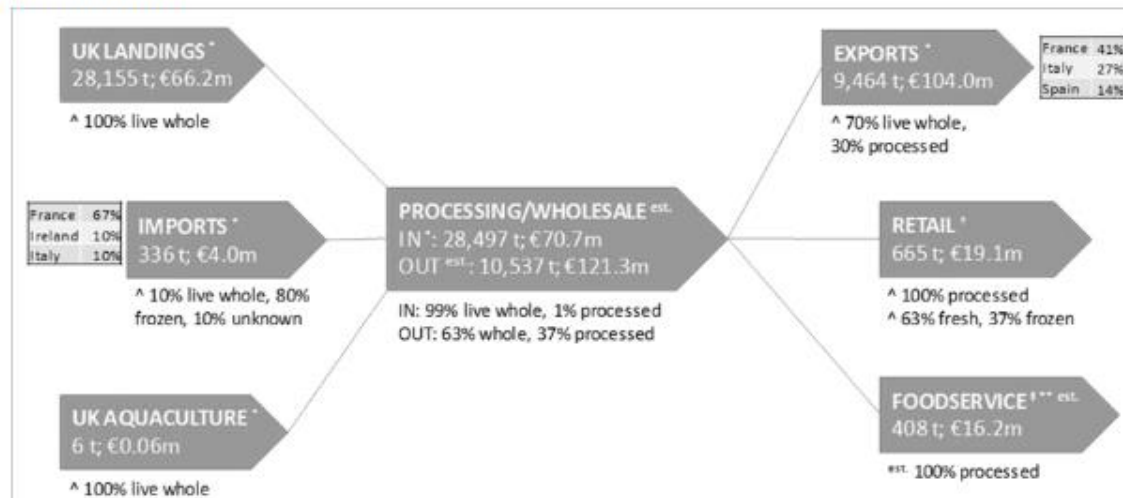 UK LANDINGS *
28,155 t; €66.2m
^ 100% live whole
France 67%
Ireland 10%
Italy 10%
IMPORTS *
336 t; €4.0m
^ 10% live whole, 80%
frozen, 10% unknown
UK AQUACULTURE *
6 t; €0.06m
^ 100% live whole
PROCESSING/WHOLESALE est.
IN *: 28,497 t; €70.7m
OUT est.: 10,537 t; €121.3m
IN: 99% live whole, 1% processed
OUT: 63% whole, 37% processed
EXPORTS *
9,464 t; €104.0m
^ 70% live whole,
30% processed
France 41%
Italy 27%
Spain 14%
RETAIL
665 t; €19.1m
^ 100% processed
^ 63% fresh, 37% frozen
FOODSERVICE ** est.
408 t; €16.2m
est. 100% processed